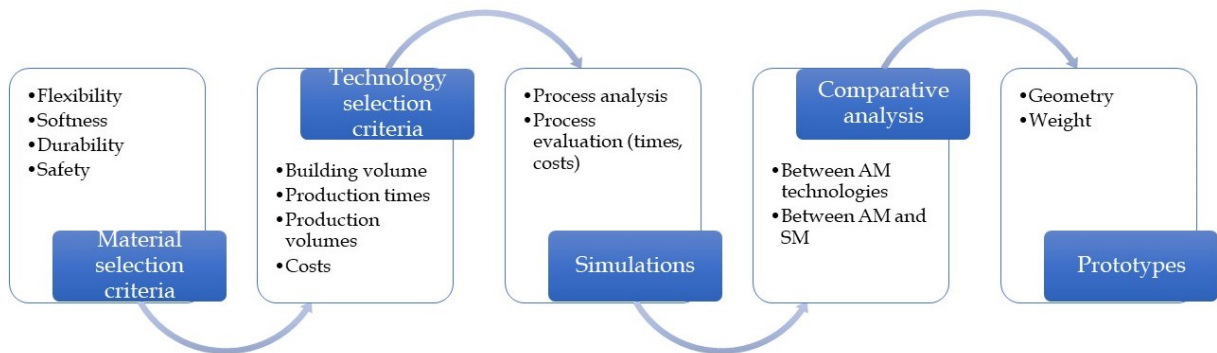 •Flexibility
•Softness
•Durability
•Safety
Material
selection
criteria
Technology
selection
criteria
•Building volume
•Production times
•Production
volumes
•Costs
•Process analysis
•Process
evaluation (times,
costs)
Simulations
Comparative
analysis
•Between AM
technologies
•Between AM and
SM
•Geometry
•Weight
Prototypes